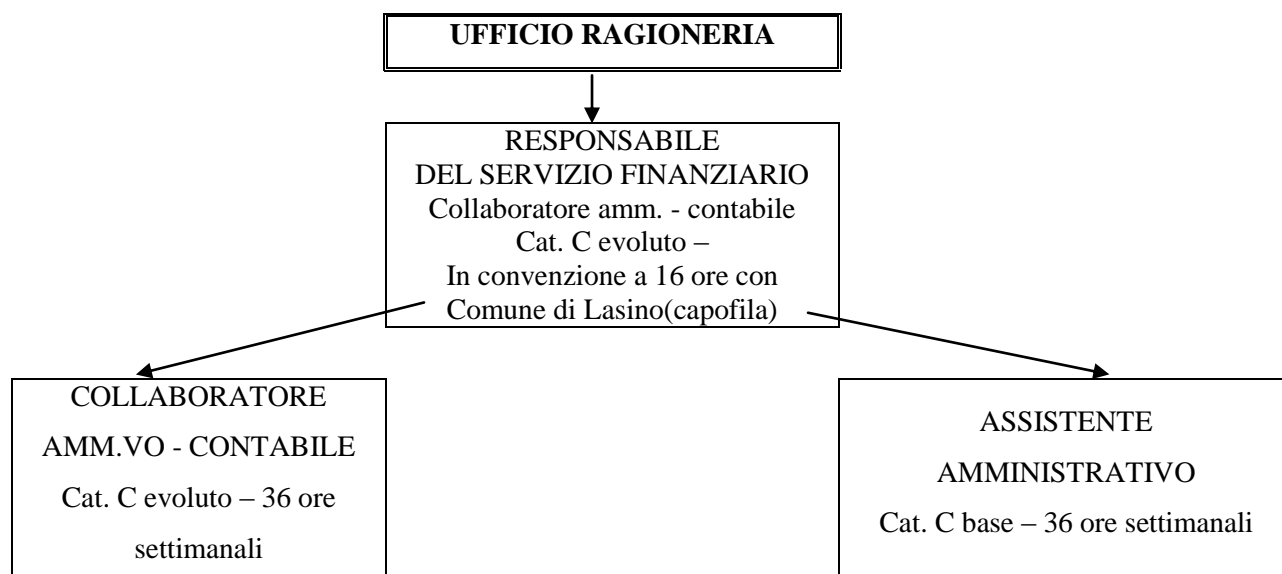 UFFICIO RAGIONERIA
RESPONSABILE
DEL SERVIZIO FINANZIARIO
Collaboratore amm. - contabile
Cat. C evoluto –
In convenzione a 16 ore con
Comune di Lasino(capofila)
COLLABORATORE
AMM.VO - CONTABILE
Cat. C evoluto – 36 ore
settimanali
ASSISTENTE
AMMINISTRATIVO
Cat. C base – 36 ore settimanali